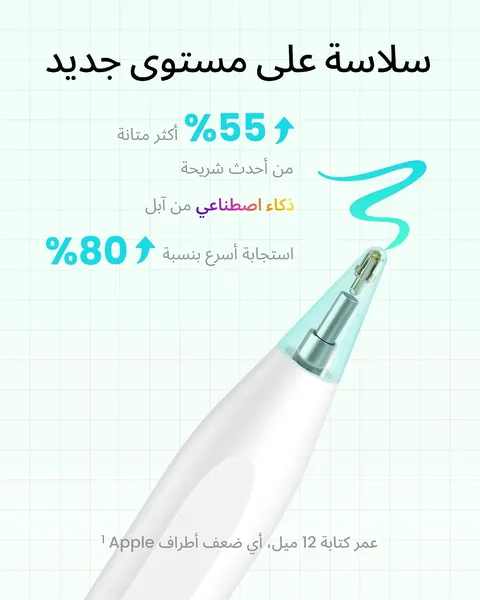 سلاسة على مستوى جديد
55% أكثر متانة
من أحدث شريحة
ذكاء اصطناعي من آبل
استجابة أسرع بنسبة 80%
عمر كتابة 12 ميل، أي ضعف أطراف Apple ¹